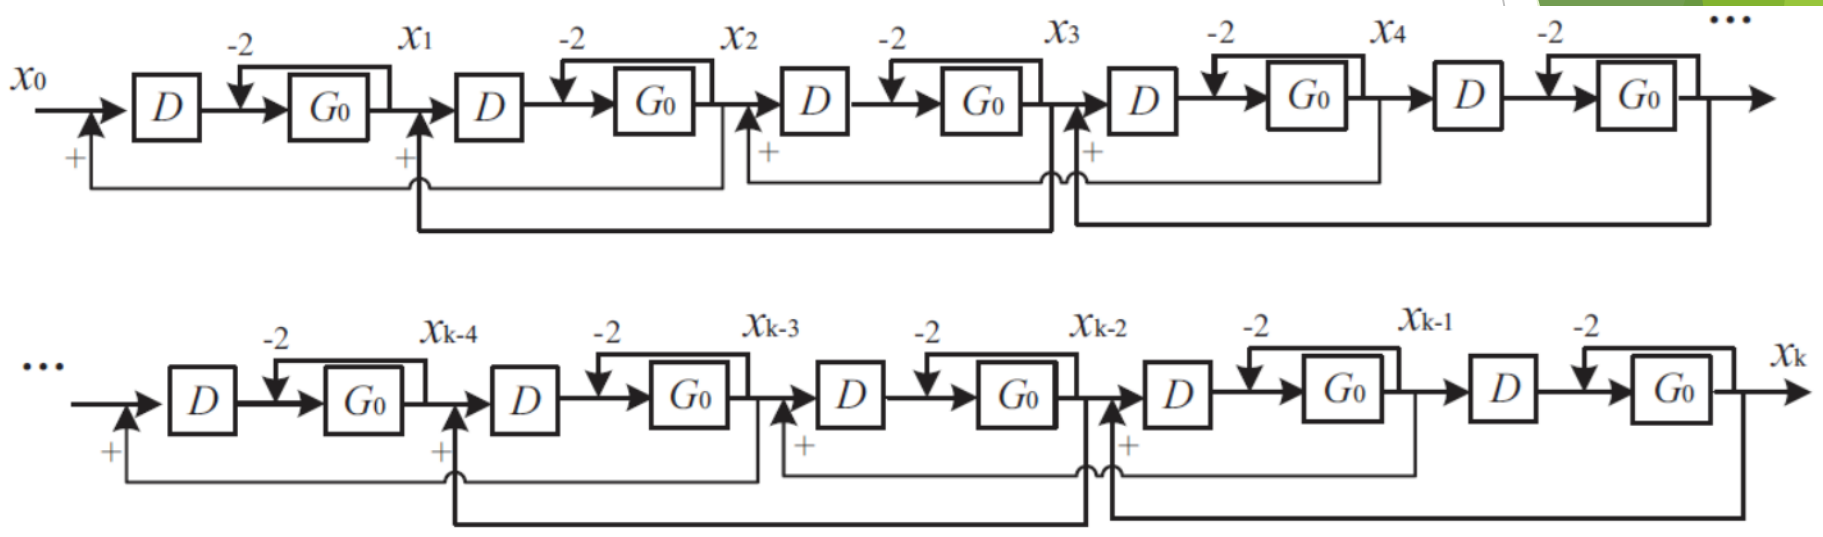 ...
-2 x1 -2 x2 -2 x3 -2 x4 -2
x0 D G0 D G0 D G0 D G0 D G0
+ + + +
-2 xk-4 -2 xk-3 -2 xk-2 -2 xk-1 -2 xk
... D G0 D G0 D G0 D G0 D G0
+ + + +